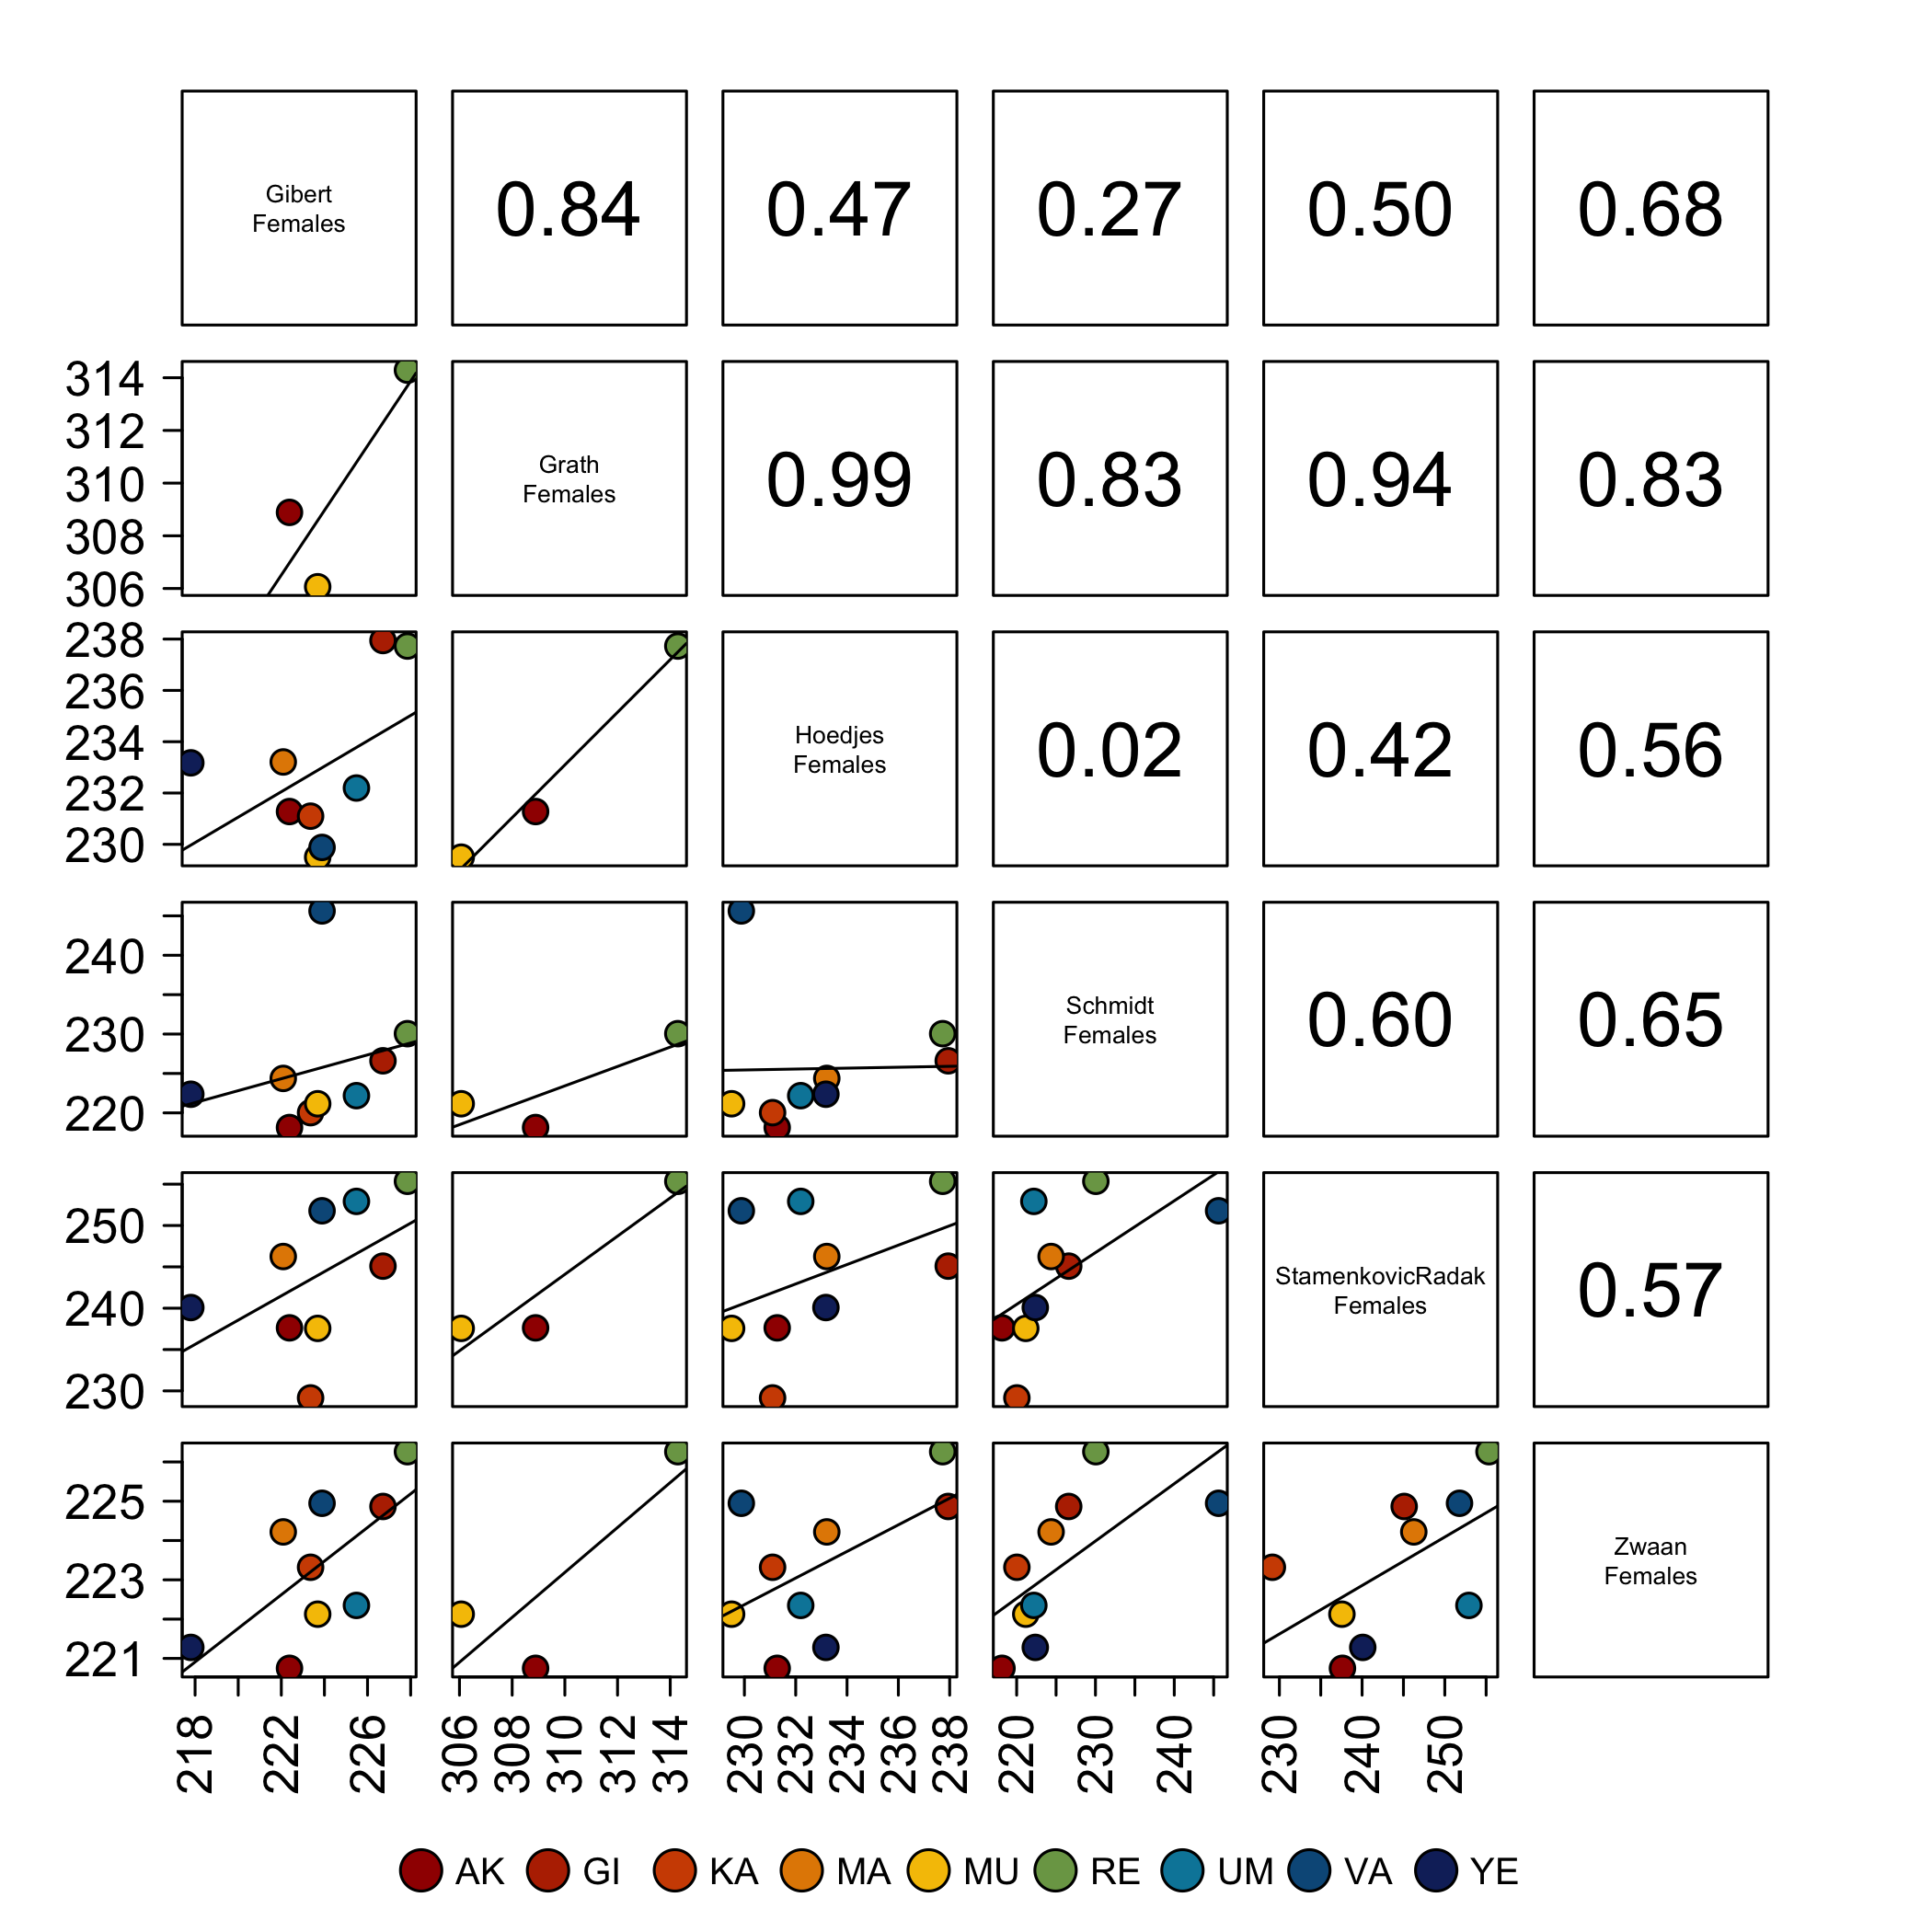 Gibert
Females
0.84
0.47
0.27
0.50
0.68
314
312
310
308
306
Grath
Females
0.99
0.83
0.94
0.83
238
236
234
232
230
Hoedjes
Females
0.02
0.42
0.56
240
230
220
Schmidt
Females
0.60
0.65
250
240
230
StamenkovicRadak
Females
0.57
225
223
221
Zwaan
Females
218 222 226
306 308 310 312 314
230 232 234 236 238
220 230 240
230 240 250
AK GI KA MA MU RE UM VA YE